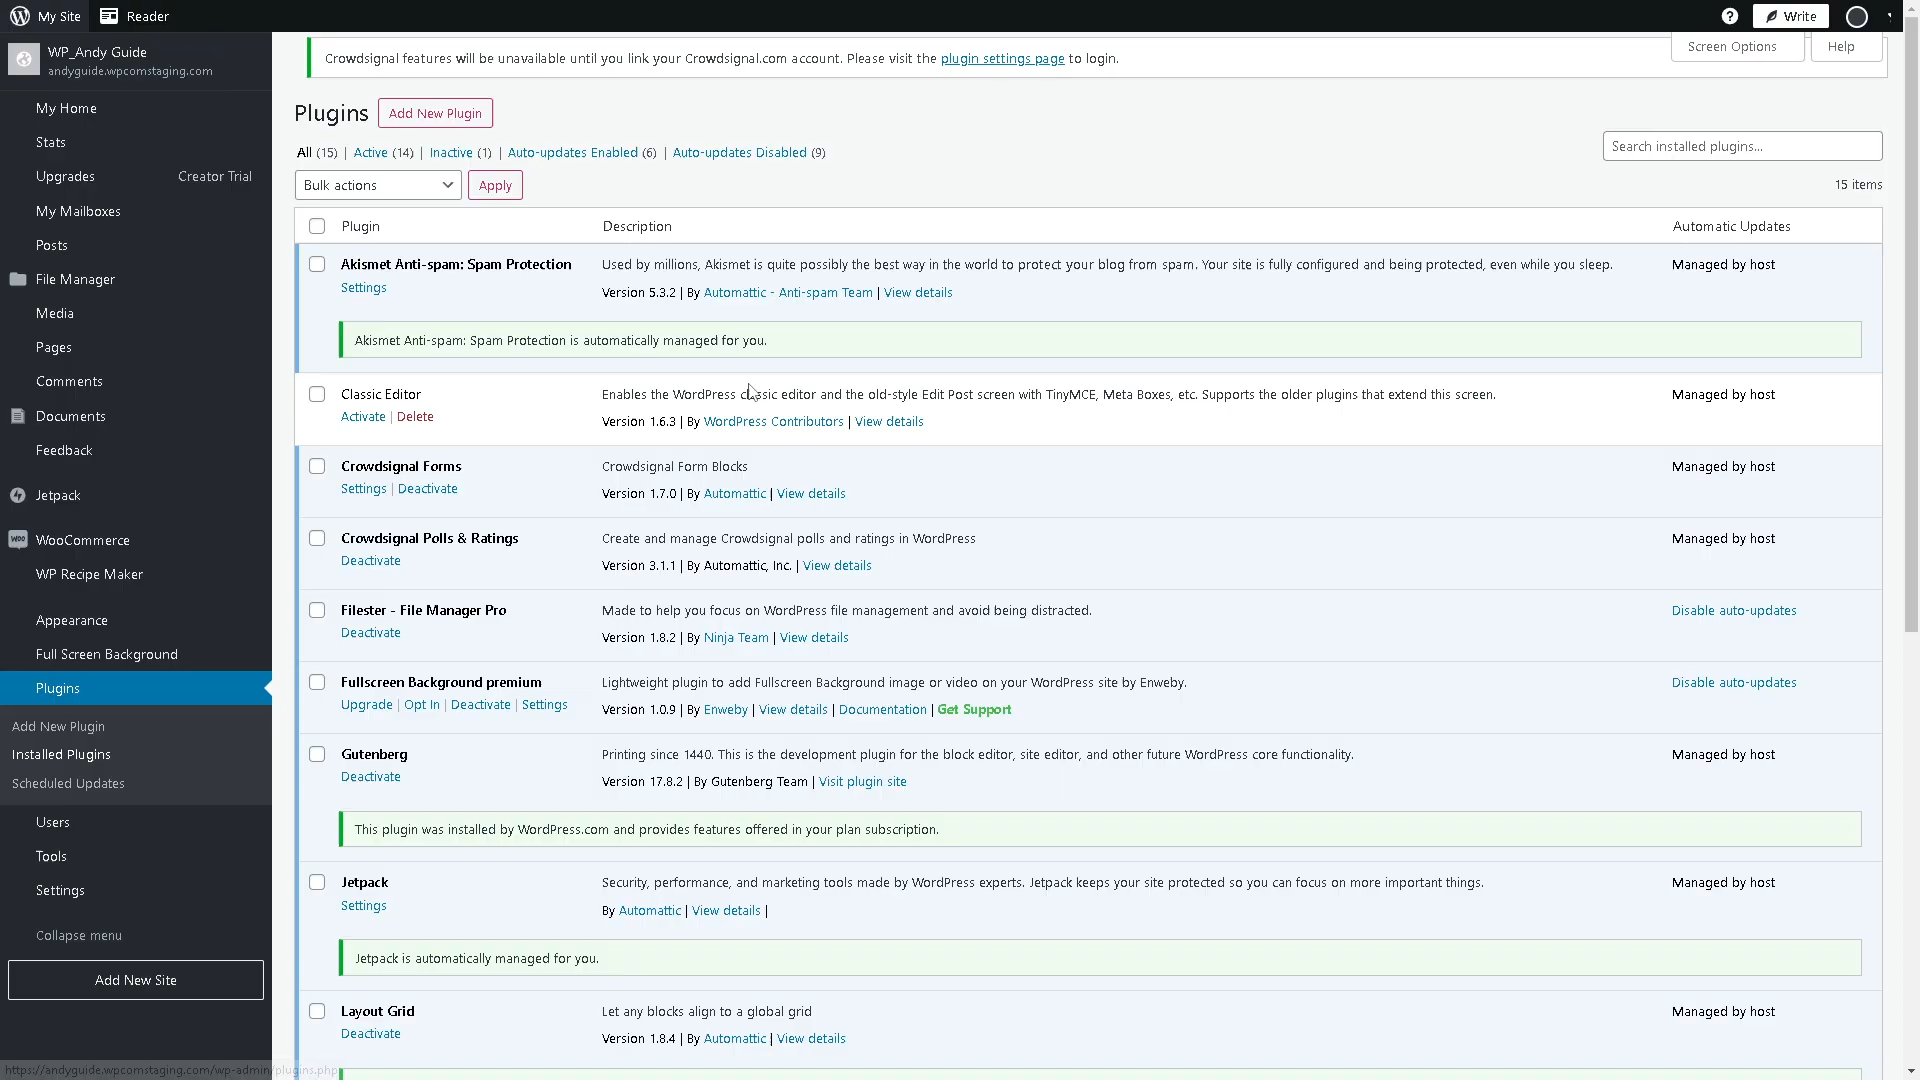 My Site Reader Write
WP_Andy Guide
andyguide.wpcomstaging.com
My Home
Stats
Upgrades Creator Trial
My Mailboxes
Posts
File Manager
Media
Pages
Comments
Documents
Feedback
Jetpack
WooCommerce
WP Recipe Maker
Appearance
Full Screen Background
Plugins
Add New Plugin
Installed Plugins
Scheduled Updates
Users
Tools
Settings
Collapse menu
Add New Site
https://andyguide.wpcomstaging.com/wp-admin/plugins.php
Screen Options Help
Crowdsignal features will be unavailable until you link your Crowdsignal.com account. Please visit the plugin settings page to login.
Plugins Add New Plugin
All (15) | Active (14) | Inactive (1) | Auto-updates Enabled (6) | Auto-updates Disabled (9)
Search installed plugins...
Bulk actions Apply
15 items
Plugin Description Automatic Updates
Akismet Anti-spam: Spam Protection Used by millions, Akismet is quite possibly the best way in the world to protect your blog from spam. Your site is fully configured and being protected, even while you sleep. Managed by host
Settings
Version 5.3.2 | By Automattic - Anti-spam Team | View details
Akismet Anti-spam: Spam Protection is automatically managed for you.
Classic Editor Enables the WordPress classic editor and the old-style Edit Post screen with TinyMCE, Meta Boxes, etc. Supports the older plugins that extend this screen. Managed by host
Activate | Delete
Version 1.6.3 | By WordPress Contributors | View details
Crowdsignal Forms Crowdsignal Form Blocks Managed by host
Settings | Deactivate
Version 1.7.0 | By Automattic | View details
Crowdsignal Polls & Ratings Create and manage Crowdsignal polls and ratings in WordPress Managed by host
Deactivate
Version 3.1.1 | By Automattic, Inc. | View details
Filester - File Manager Pro Made to help you focus on WordPress file management and avoid being distracted. Disable auto-updates
Deactivate
Version 1.8.2 | By Ninja Team | View details
Fullscreen Background premium Lightweight plugin to add Fullscreen Background image or video on your WordPress site by Enweby. Disable auto-updates
Upgrade | Opt In | Deactivate | Settings
Version 1.0.9 | By Enweby | View details | Documentation | Get Support
Gutenberg Printing since 1440. This is the development plugin for the block editor, site editor, and other future WordPress core functionality. Managed by host
Deactivate
Version 17.8.2 | By Gutenberg Team | Visit plugin site
This plugin was installed by WordPress.com and provides features offered in your plan subscription.
Jetpack Security, performance, and marketing tools made by WordPress experts. Jetpack keeps your site protected so you can focus on more important things. Managed by host
Settings
By Automattic | View details |
Jetpack is automatically managed for you.
Layout Grid Let any blocks align to a global grid Managed by host
Deactivate
Version 1.8.4 | By Automattic | View details